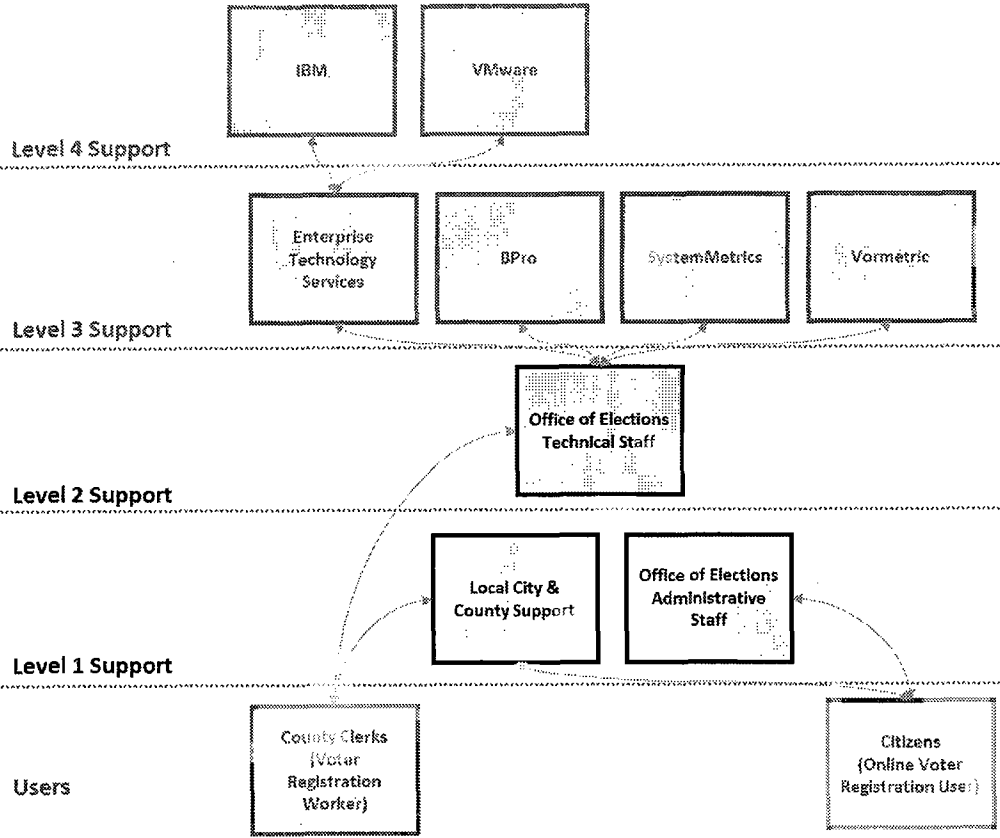 IBM
VMware
Level 4 Support
Enterprise
Technology
Services
BPro
SystemMetrics
Vormetric
Level 3 Support
Office of Elections
Technical Staff
Level 2 Support
Local City &
County Support
Office of Elections
Administrative
Staff
Level 1 Support
County Clerks
(Voter
Registration
Worker)
Citizens
(Online Voter
Registration User)
Users